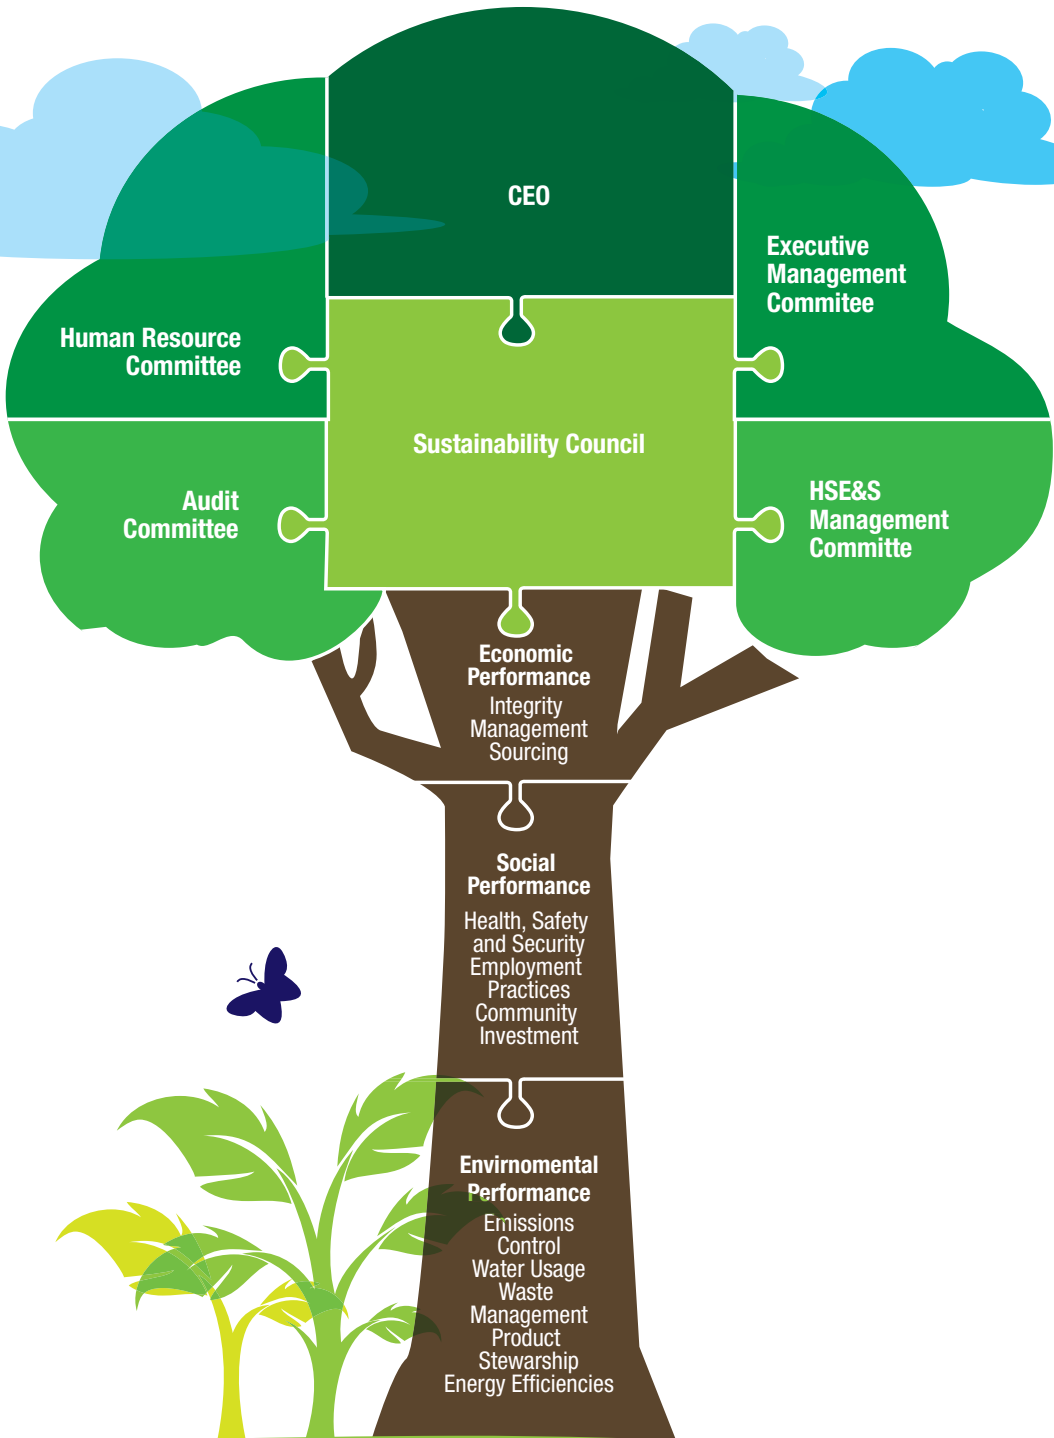 CEO
Executive
Management
Commitee
Human Resource
Committee
Sustainability Council
Audit
Committee
HSE&S
Management
Committe
Economic
Performance
Integrity
Management
Sourcing
Social
Performance
Health, Safety
and Security
Employment
Practices
Community
Investment
Envirnomental
Performance
Emissions
Control
Water Usage
Waste
Management
Product
Stewarship
Energy Efficiencies